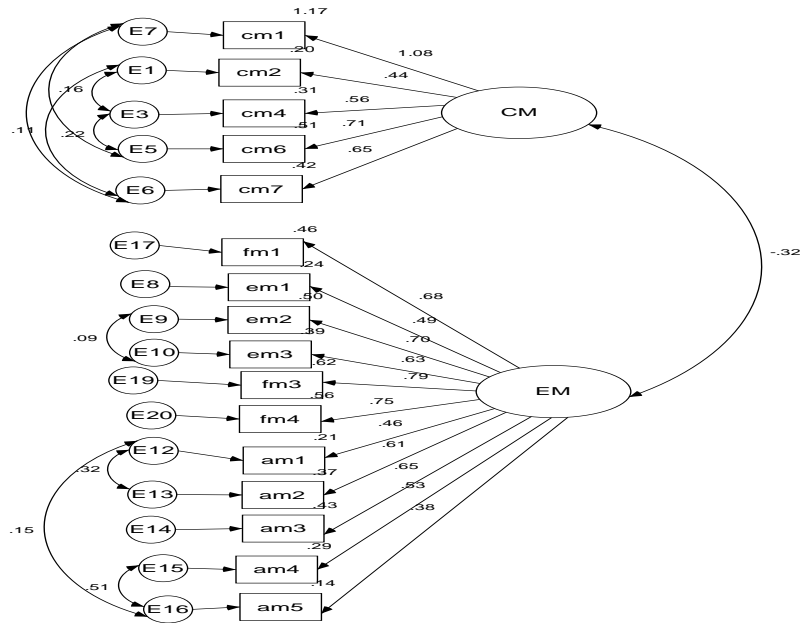 1.17
E7 cm1 1.08
.20
E1 cm2 .44
.16 .31
E3 cm4 .56 CM
.11 .22 .51 .71
E5 cm6 .65
.42
E6 cm7
.46
E17 fm1 -.32
.24
E8 em1 .68
.50 .49
E9 em2 .70
.09 .39 .63
E10 em3
.62 .79
E19 fm3 EM
.56 .75
E20 fm4 .46
.21 .61
E12 am1 .65
.32 .37 .53
E13 am2
.43 .38
.15 E14 am3
.29
E15 am4
.51 .14
E16 am5